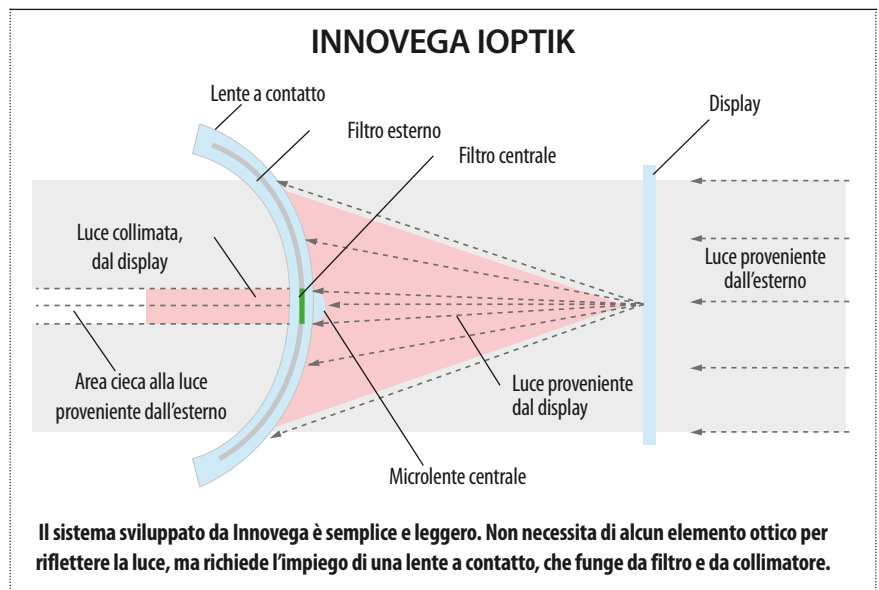 INNOVEGA IOPTIK
Lente a contatto
Display
Filtro esterno
Filtro centrale
Luce collimata,
dal display
Luce proveniente
dall'esterno
Area cieca alla luce
proveniente dall'esterno
Luce proveniente
dal display
Microlente centrale
Il sistema sviluppato da Innovega è semplice e leggero. Non necessita di alcun elemento ottico per
riflettere la luce, ma richiede l'impiego di una lente a contatto, che funge da filtro e da collimatore.